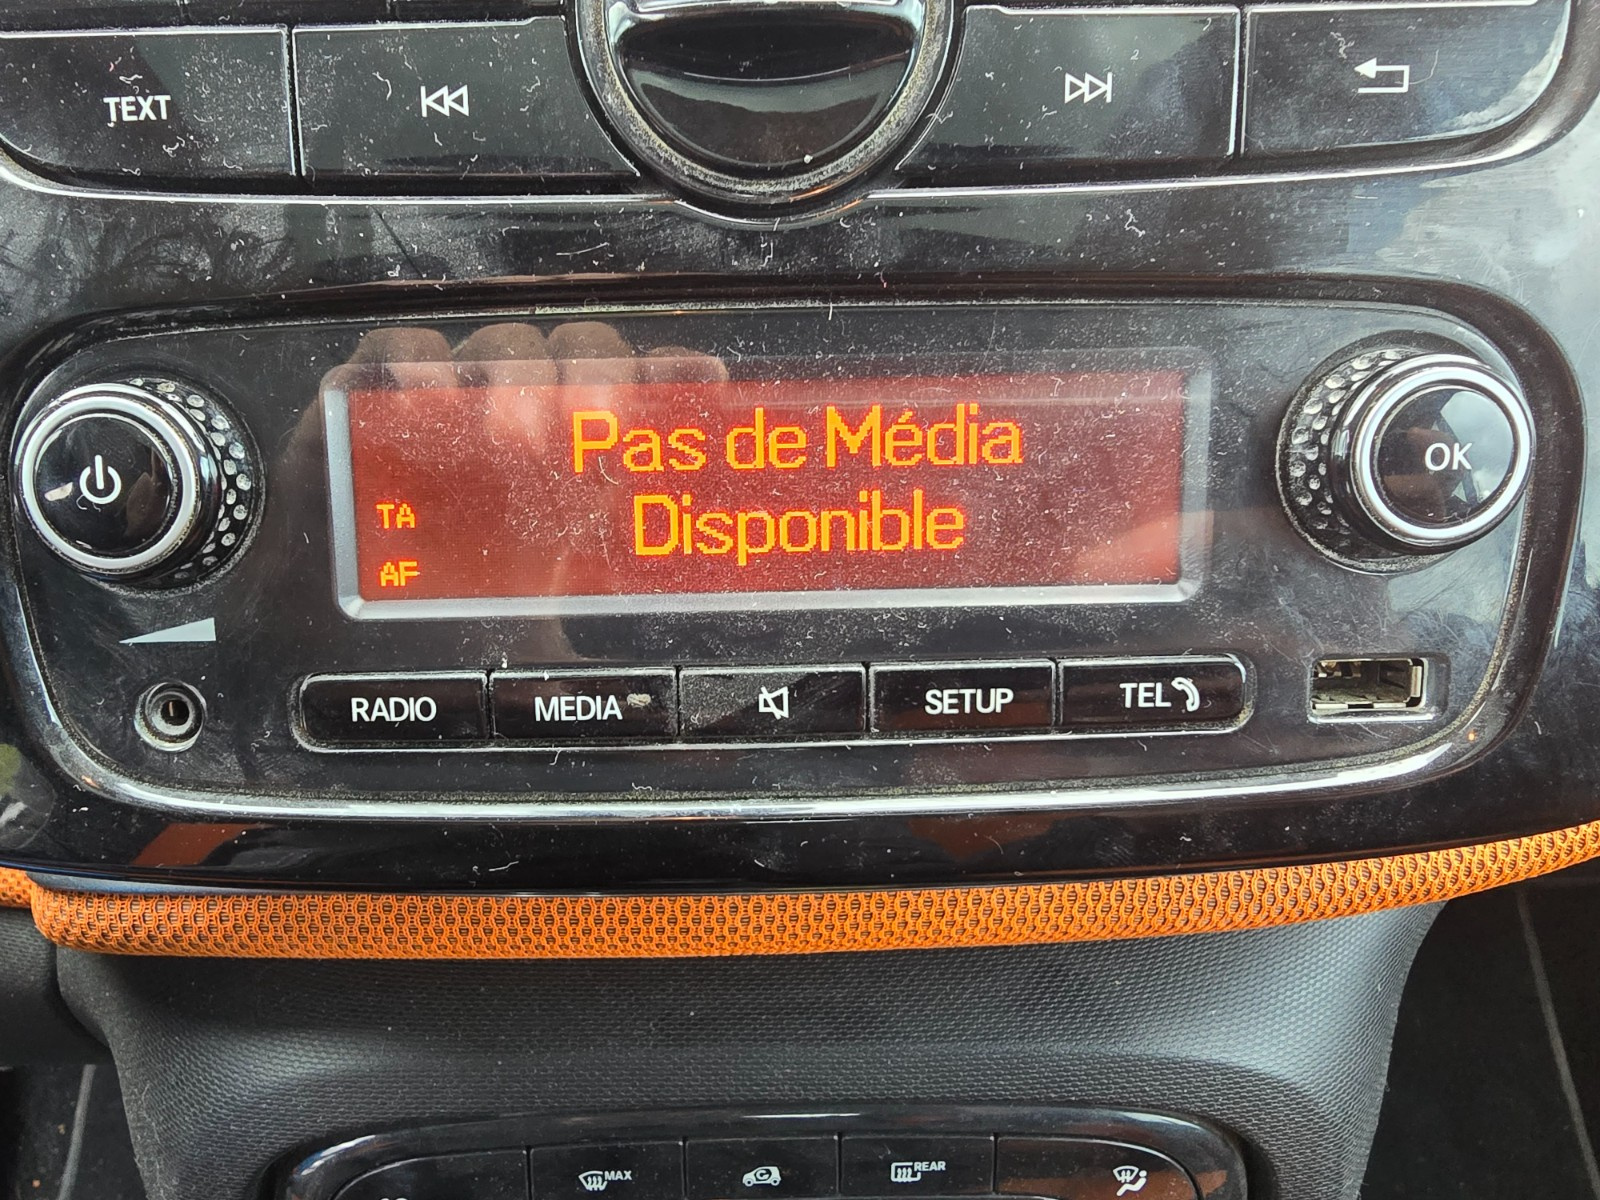 TEXT
Pas de Média
Disponible
TA
AF
OK
RADIO
MEDIA
SETUP
TEL
MAX
REAR